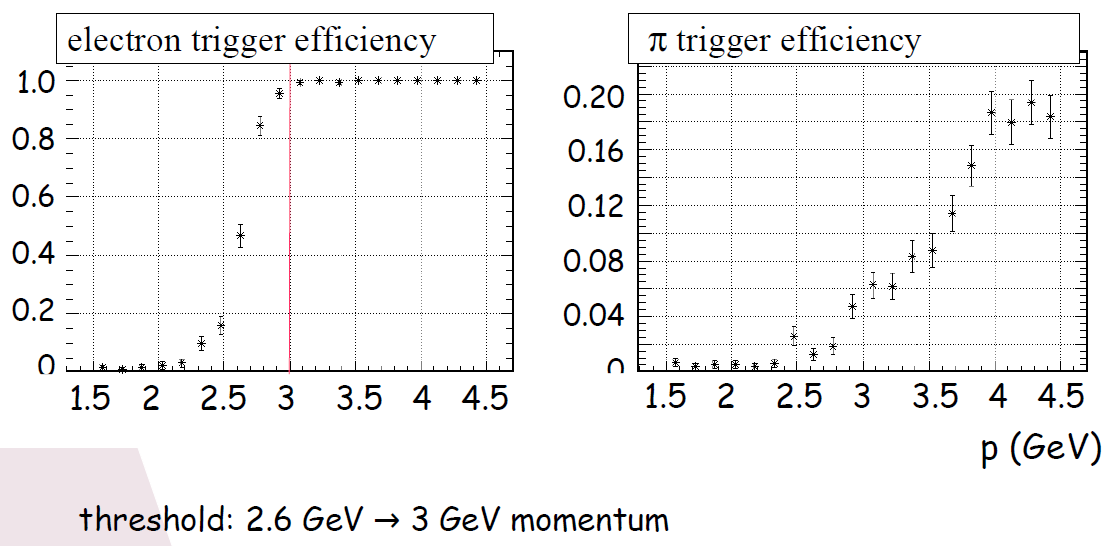 electron trigger efficiency
1.0
0.8
0.6
0.4
0.2
0
1.5 2 2.5 3 3.5 4 4.5
π trigger efficiency
0.20
0.16
0.12
0.08
0.04
0
1.5 2 2.5 3 3.5 4 4.5
p (GeV)
threshold: 2.6 GeV → 3 GeV momentum